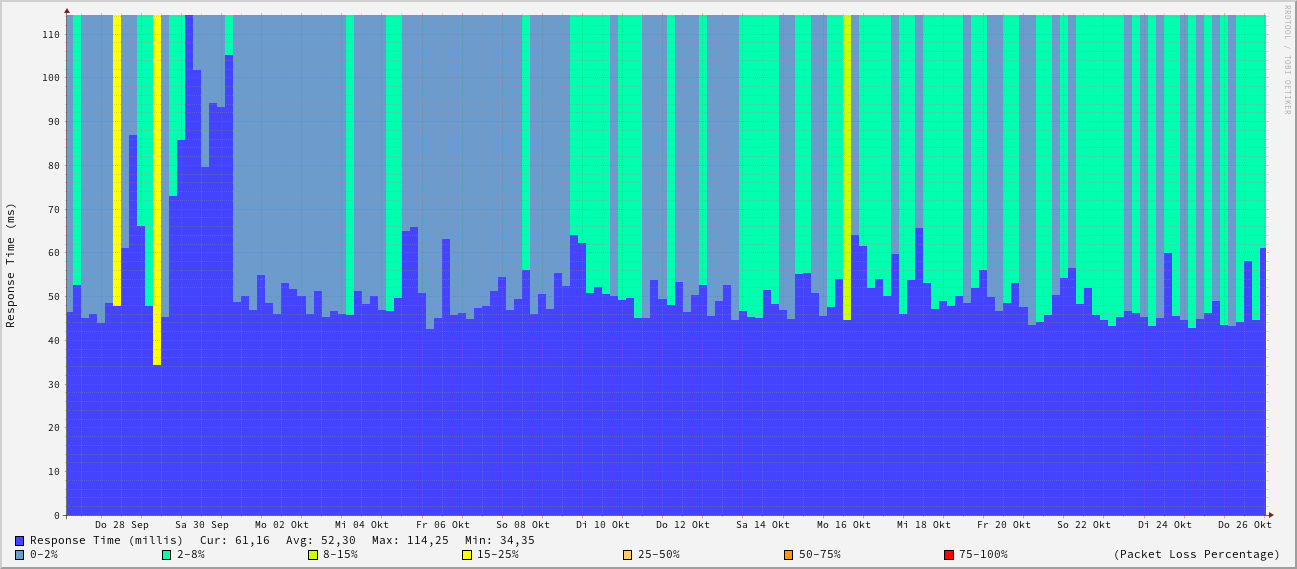 RRDTOOL / TOBI OETIKER
Response Time (ms)
110
100
90
80
70
60
50
40
30
20
10
0
Do 28 Sep Sa 30 Sep Mo 02 Okt Mi 04 Okt Fr 06 Okt So 08 Okt Di 10 Okt Do 12 Okt Sa 14 Okt Mo 16 Okt Mi 18 Okt Fr 20 Okt So 22 Okt Di 24 Okt Do 26 Okt
Response Time (millis) Cur: 61,16 Avg: 52,30 Max: 114,25 Min: 34,35
0-2% 2-8% 8-15% 15-25% 25-50% 50-75% 75-100% (Packet Loss Percentage)